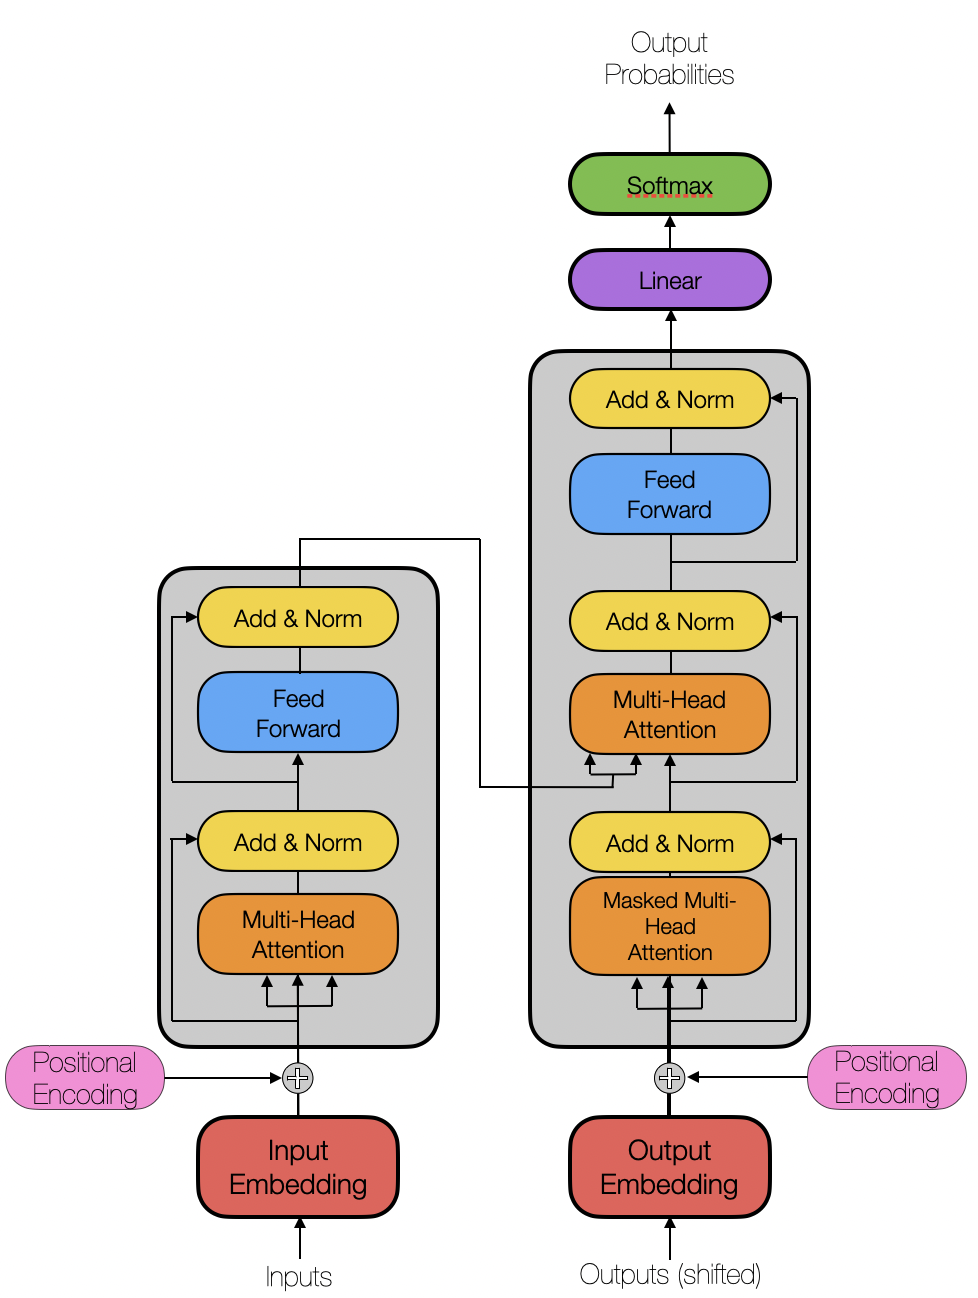 Output
Probabilities
Softmax
Linear
Add & Norm
Feed
Forward
Add & Norm
Multi-Head
Attention
Add & Norm
Masked Multi-
Head
Attention
Add & Norm
Feed
Forward
Add & Norm
Multi-Head
Attention
Positional
Encoding
Positional
Encoding
Input
Embedding
Output
Embedding
Inputs
Outputs (shifted)